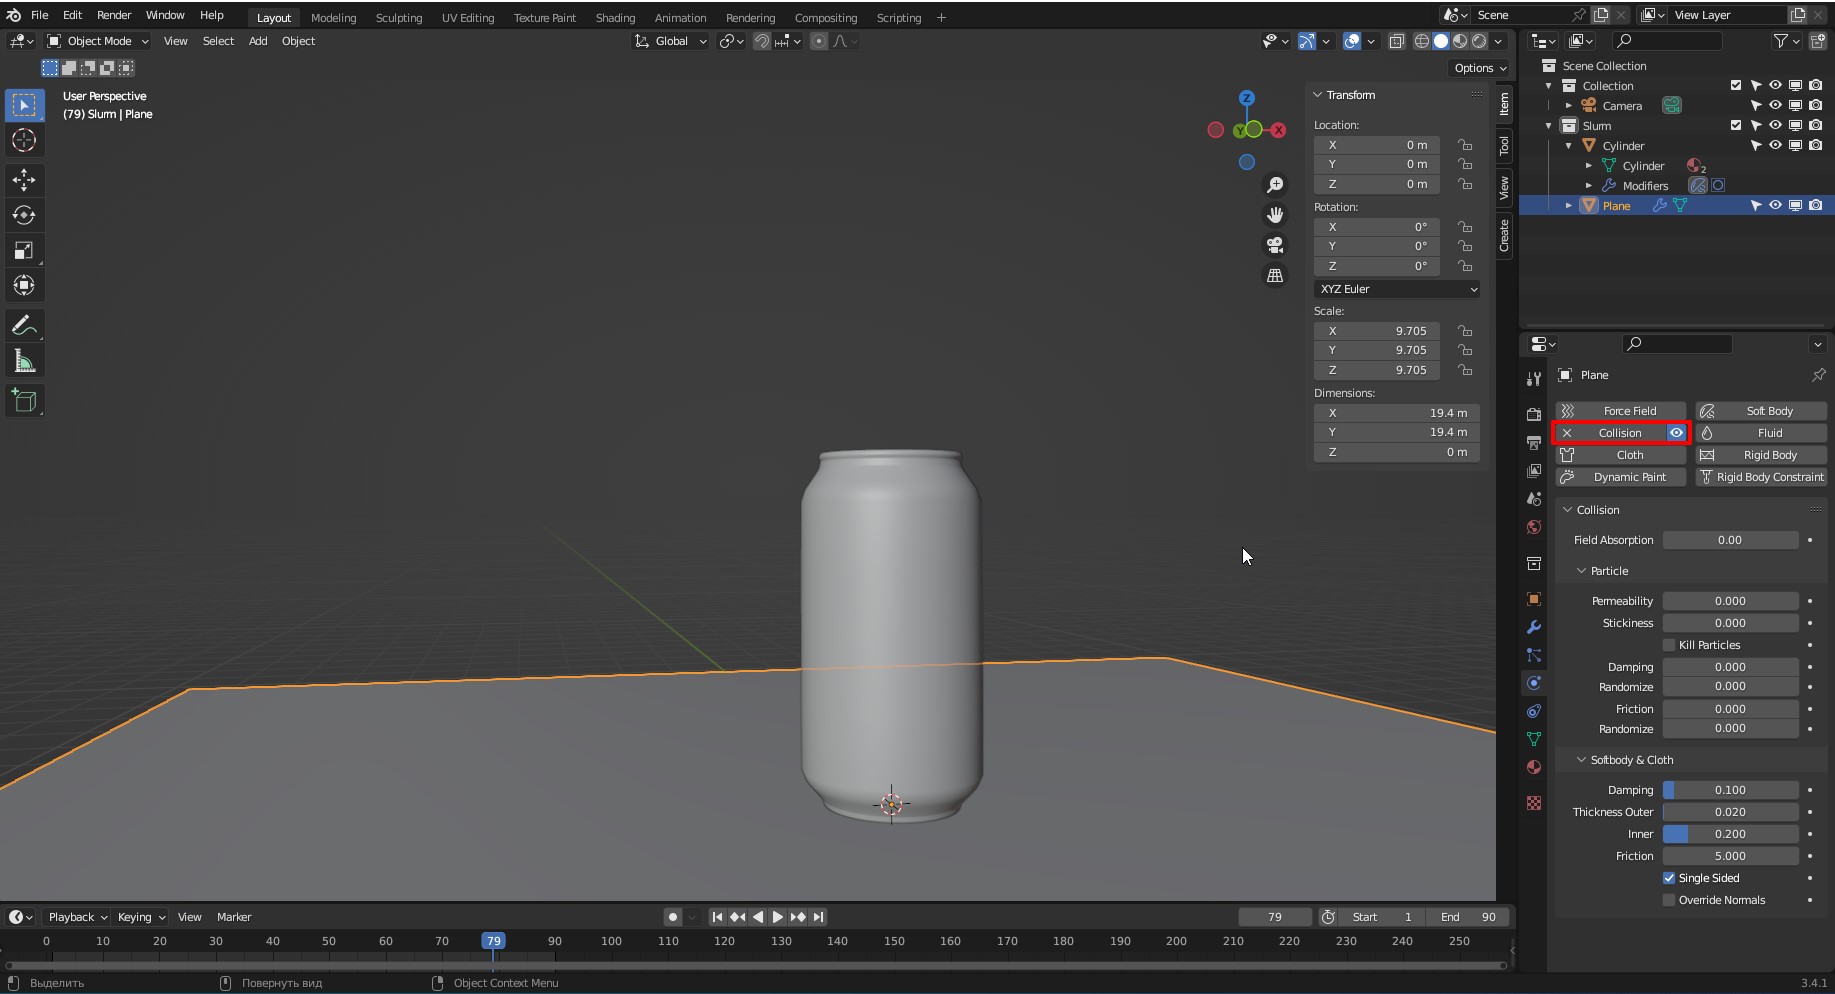 File Edit Render Window Help Layout Modeling Sculpting UV Editing Texture Paint Shading Animation Rendering Compositing Scripting + Scene View Layer
Object Mode View Select Add Object Global
Options
User Perspective
(79) Slurm | Plane
Z
Y
X
Transform
Location:
X 0 m
Y 0 m
Z 0 m
Rotation:
X 0°
Y 0°
Z 0°
XYZ Euler
Scale:
X 9.705
Y 9.705
Z 9.705
Dimensions:
X 19.4 m
Y 19.4 m
Z 0 m
Item
Tool
View
Create
Scene Collection
Collection
Camera
Slurm
Cylinder
Cylinder 2
Modifiers
Plane
Plane
Force Field Soft Body
Collision Fluid
Cloth Rigid Body
Dynamic Paint Rigid Body Constraint
Collision
Field Absorption 0.00
Particle
Permeability 0.000
Stickiness 0.000
Kill Particles
Damping 0.000
Randomize 0.000
Friction 0.000
Randomize 0.000
Softbody & Cloth
Damping 0.100
Thickness Outer 0.020
Inner 0.200
Friction 5.000
Single Sided
Override Normals
Playback Keying View Marker 79 Start 1 End 90
0 10 20 30 40 50 60 70 79 90 100 110 120 130 140 150 160 170 180 190 200 210 220 230 240 250
Выделить Повернуть вид Object Context Menu 3.4.1